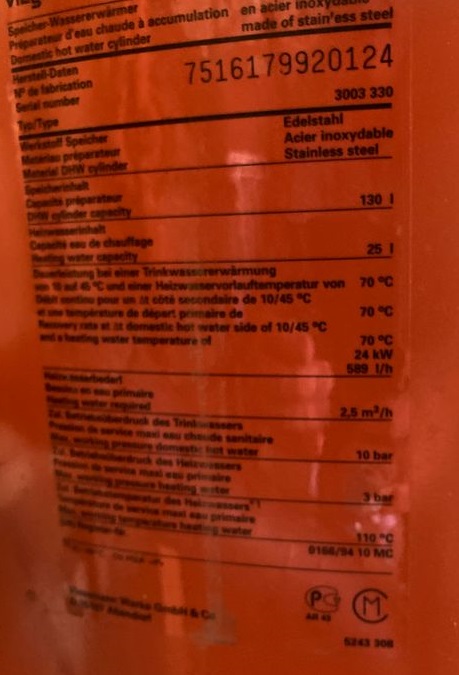 Speicher-Wassererwärmer
Préparateur d'eau chaude à accumulation en acier inoxydable
Domestic hot water cylinder made of stainless steel
Herstell-Daten
N° de fabrication
Serial number
7516179920124
Typ/Type 3003 330
Werkstoff Speicher Edelstahl
Matériau préparateur Acier inoxydable
Material DHW cylinder Stainless steel
Speicherinhalt
Capacité préparateur
DHW cylinder capacity 130 l
Heizwasserinhalt
Capacité eau de chauffage
Heating water capacity 25 l
Dauerleistung bei einer Trinkwassererwärmung
von 10 auf 45 °C und einer Heizwasservorlauftemperatur von 70 °C
Débit continu pour un Δt côté secondaire de 10/45 °C
et une température de départ primaire de 70 °C
Recovery rate at Δt domestic hot water side of 10/45 °C
and a heating water temperature of 70 °C
24 kW
589 l/h
Besoins en eau primaire
Heating water required 2,5 m³/h
Zul. Betriebsüberdruck des Trinkwassers
Pression de service maxi eau chaude sanitaire
Max. working pressure domestic hot water 10 bar
Zul. Betriebsüberdruck des Heizwassers
Pression de service maxi eau primaire
Max. working pressure heating water 3 bar
Zul. Betriebstemperatur des Heizwassers
Température de service maxi eau primaire
Max. working temperature heating water 110 °C
0166/94 10 MC
Viessmann Werke GmbH & Co
Allendorf
5243 306